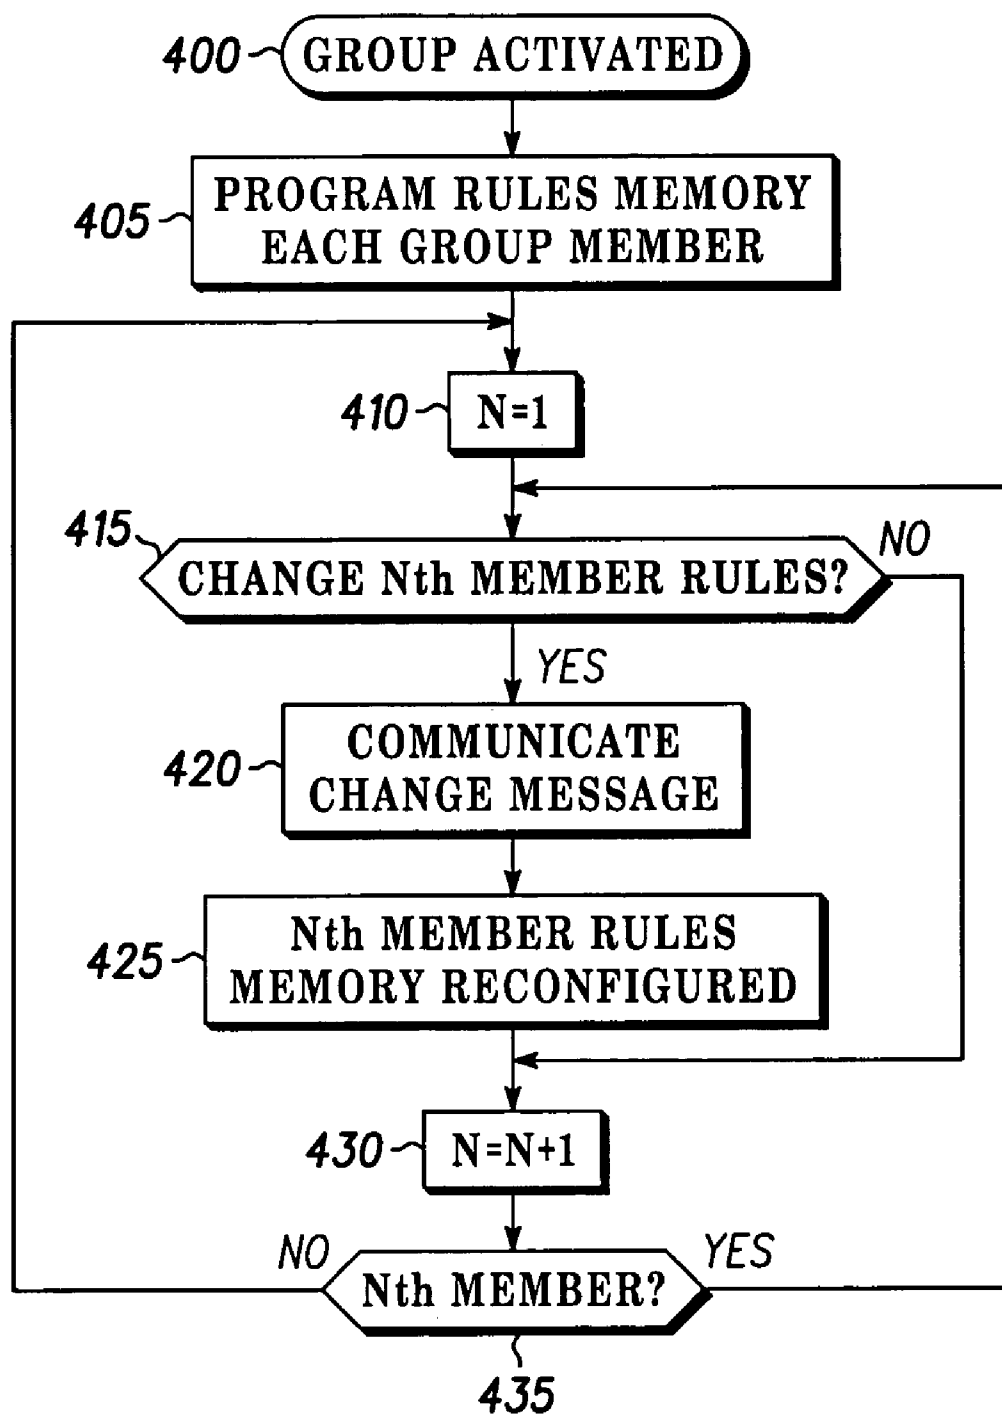 400
GROUP ACTIVATED
405
PROGRAM RULES MEMORY
EACH GROUP MEMBER
410
N=1
415
CHANGE Nth MEMBER RULES?
NO
YES
420
COMMUNICATE
CHANGE MESSAGE
425
Nth MEMBER RULES
MEMORY RECONFIGURED
430
N=N+1
NO
Nth MEMBER?
YES
435